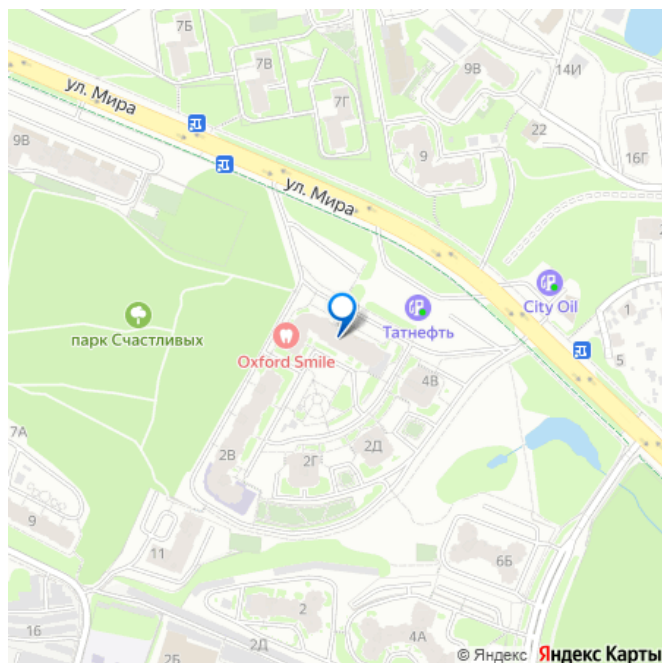 7Б
7В
9В
14И
ул. Мира
7Г
22
9В
9
16Г
ул. Мира
City Oil
1
парк Счастливых
Татнефть
Oxford Smile
5
4В
7А
2В
2Д
2Г
9
11
6Б
2
16
4А
2Д
2Б
© Яндекс Яндекс Карты